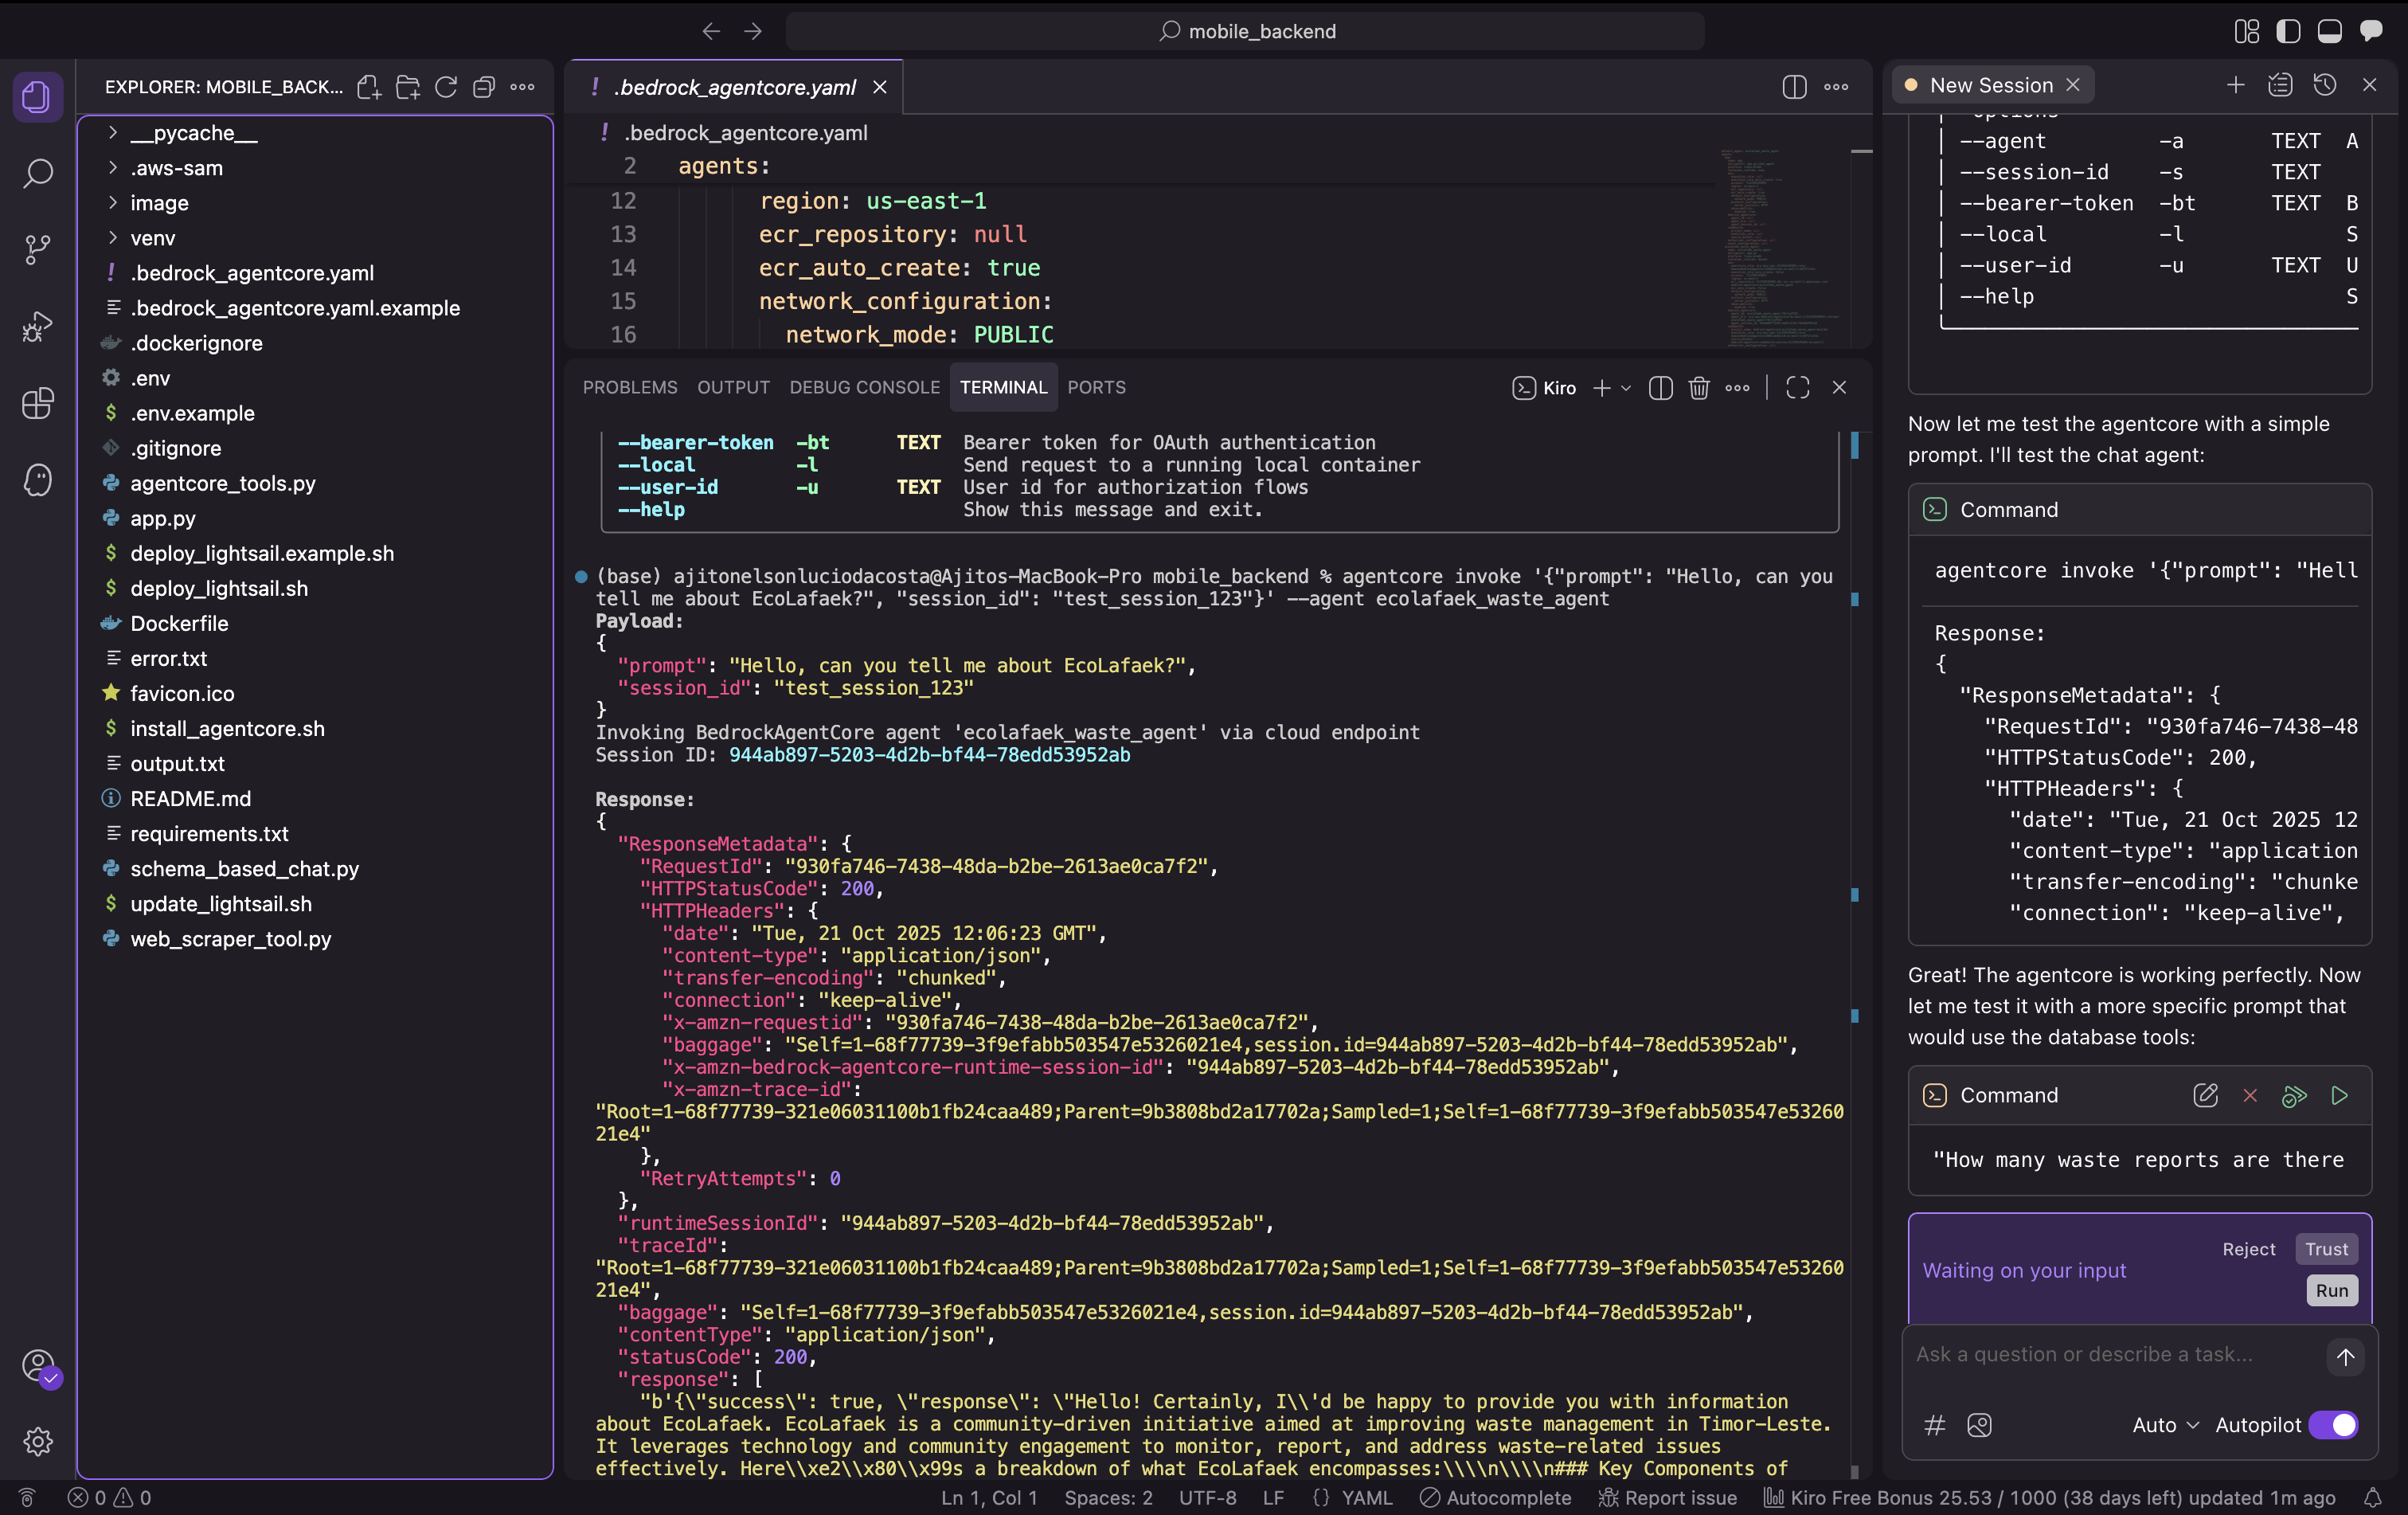 mobile_backend
EXPLORER: MOBILE_BACK...
__pycache__
.aws-sam
image
venv
.bedrock_agentcore.yaml
.bedrock_agentcore.yaml.example
.dockerignore
.env
.env.example
.gitignore
agentcore_tools.py
app.py
deploy_lightsail.example.sh
deploy_lightsail.sh
Dockerfile
error.txt
favicon.ico
install_agentcore.sh
output.txt
README.md
requirements.txt
schema_based_chat.py
update_lightsail.sh
web_scraper_tool.py
.bedrock_agentcore.yaml
.bedrock_agentcore.yaml
2 agents:
12 region: us-east-1
13 ecr_repository: null
14 ecr_auto_create: true
15 network_configuration:
16 network_mode: PUBLIC
PROBLEMS OUTPUT DEBUG CONSOLE TERMINAL PORTS
Kiro
--bearer-token -bt TEXT Bearer token for OAuth authentication
--local -l Send request to a running local container
--user-id -u TEXT User id for authorization flows
--help Show this message and exit.
(base) ajitonelsonluciodacosta@Ajitos-MacBook-Pro mobile_backend % agentcore invoke '{"prompt": "Hello, can you
tell me about EcoLafaek?", "session_id": "test_session_123"}' --agent ecolafaek_waste_agent
Payload:
{
"prompt": "Hello, can you tell me about EcoLafaek?",
"session_id": "test_session_123"
}
Invoking BedrockAgentCore agent 'ecolafaek_waste_agent' via cloud endpoint
Session ID: 944ab897-5203-4d2b-bf44-78edd53952ab
Response:
{
"ResponseMetadata": {
"RequestId": "930fa746-7438-48da-b2be-2613ae0ca7f2",
"HTTPStatusCode": 200,
"HTTPHeaders": {
"date": "Tue, 21 Oct 2025 12:06:23 GMT",
"content-type": "application/json",
"transfer-encoding": "chunked",
"connection": "keep-alive",
"x-amzn-requestid": "930fa746-7438-48da-b2be-2613ae0ca7f2",
"baggage": "Self=1-68f77739-3f9efabb503547e5326021e4,session.id=944ab897-5203-4d2b-bf44-78edd53952ab",
"x-amzn-bedrock-agentcore-runtime-session-id": "944ab897-5203-4d2b-bf44-78edd53952ab",
"x-amzn-trace-id":
"Root=1-68f77739-321e06031100b1fb24caa489;Parent=9b3808bd2a17702a;Sampled=1;Self=1-68f77739-3f9efabb503547e53260
21e4"
},
"RetryAttempts": 0
},
"runtimeSessionId": "944ab897-5203-4d2b-bf44-78edd53952ab",
"traceId":
"Root=1-68f77739-321e06031100b1fb24caa489;Parent=9b3808bd2a17702a;Sampled=1;Self=1-68f77739-3f9efabb503547e53260
21e4",
"baggage": "Self=1-68f77739-3f9efabb503547e5326021e4,session.id=944ab897-5203-4d2b-bf44-78edd53952ab",
"contentType": "application/json",
"statusCode": 200,
"response": [
"b'{\"success\": true, \"response\": \"Hello! Certainly, I\\'d be happy to provide you with information
about EcoLafaek. EcoLafaek is a community-driven initiative aimed at improving waste management in Timor-Leste.
It leverages technology and community engagement to monitor, report, and address waste-related issues
effectively. Here\\xe2\\x80\\x99s a breakdown of what EcoLafaek encompasses:\\\\n\\\\n### Key Components of
New Session
options
--agent -a TEXT A
--session-id -s TEXT
--bearer-token -bt TEXT B
--local -l S
--user-id -u TEXT U
--help S
Now let me test the agentcore with a simple
prompt. I'll test the chat agent:
Command
agentcore invoke '{"prompt": "Hell
Response:
{
"ResponseMetadata": {
"RequestId": "930fa746-7438-48
"HTTPStatusCode": 200,
"HTTPHeaders": {
"date": "Tue, 21 Oct 2025 12
"content-type": "application
"transfer-encoding": "chunke
"connection": "keep-alive",
Great! The agentcore is working perfectly. Now
let me test it with a more specific prompt that
would use the database tools:
Command
"How many waste reports are there
Waiting on your input
Reject Trust
Run
Ask a question or describe a task...
Auto Autopilot
0 0
Ln 1, Col 1 Spaces: 2 UTF-8 LF {} YAML Autocomplete Report issue Kiro Free Bonus 25.53 / 1000 (38 days left) updated 1m ago